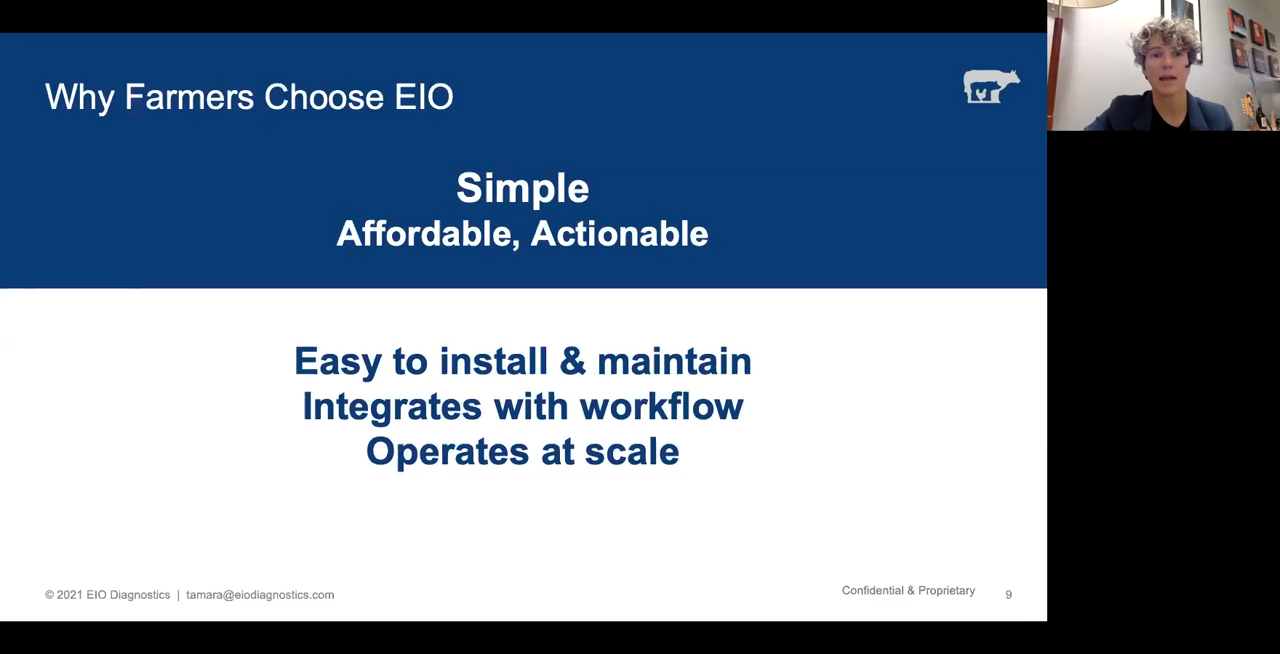 Why Farmers Choose EIO
Simple
Affordable, Actionable
Easy to install & maintain
Integrates with workflow
Operates at scale
© 2021 EIO Diagnostics | tamara@eiodiagnostics.com
Confidential & Proprietary
9